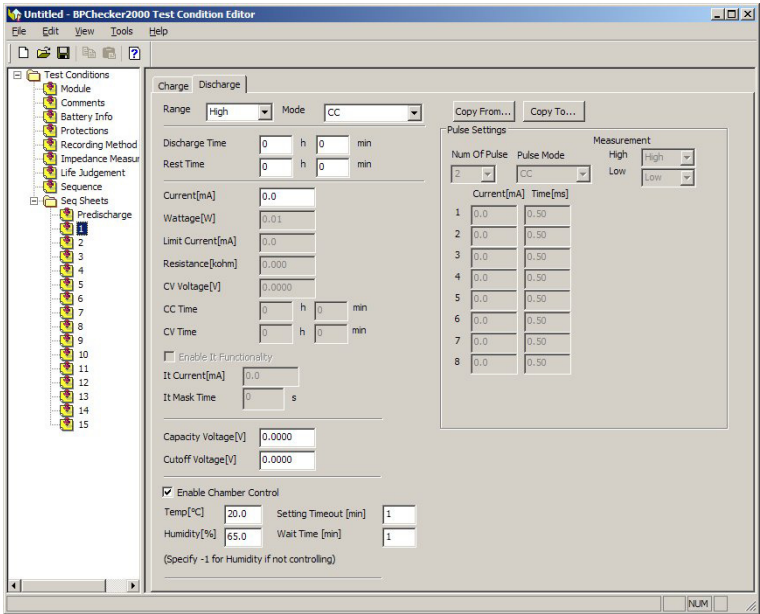 Untitled - BPChecker2000 Test Condition Editor
File Edit View Tools Help
Test Conditions
Module
Comments
Battery Info
Protections
Recording Method
Impedance Measur
Life Judgement
Sequence
Seq Sheets
Predischarge
1
2
3
4
5
6
7
8
9
10
11
12
13
14
15
Charge Discharge
Range High Mode CC
Discharge Time 0 h 0 min
Rest Time 0 h 0 min
Current[mA] 0.0
Wattage[W] 0.01
Limit Current[mA] 0.0
Resistance[kohm] 0.000
CV Voltage[V] 0.0000
CC Time 0 h 0 min
CV Time 0 h 0 min
Enable It Functionality
It Current[mA] 0.0
It Mask Time 0 s
Capacity Voltage[V] 0.0000
Cutoff Voltage[V] 0.0000
Enable Chamber Control
Temp[°C] 20.0 Setting Timeout [min] 1
Humidity[%] 65.0 Wait Time [min] 1
(Specify -1 for Humidity if not controlling)
Copy From... Copy To...
Pulse Settings
Measurement
Num Of Pulse Pulse Mode High High
2 CC Low Low
Current[mA] Time[ms]
1 0.0 0.50
2 0.0 0.50
3 0.0 0.50
4 0.0 0.50
5 0.0 0.50
6 0.0 0.50
7 0.0 0.50
8 0.0 0.50
NUM